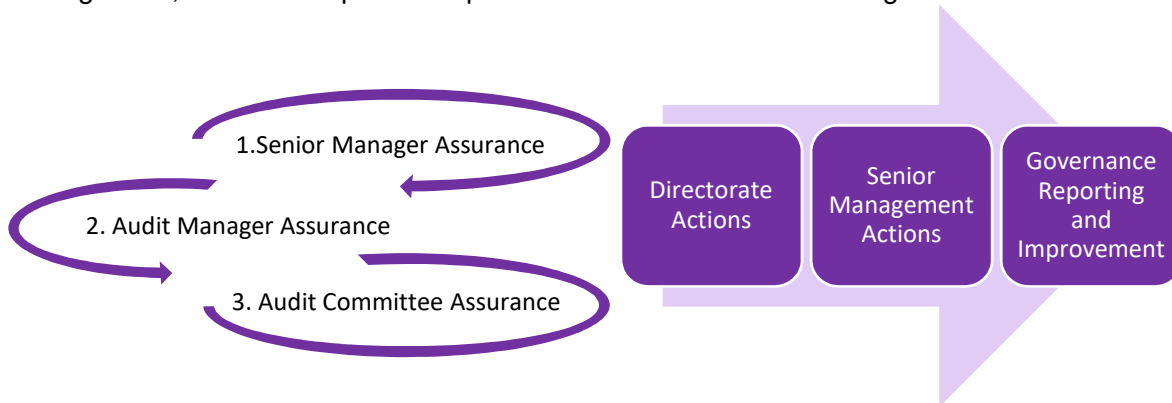 1.Senior Manager Assurance
2. Audit Manager Assurance
3. Audit Committee Assurance
Directorate
Actions
Senior
Management
Actions
Governance
Reporting
and
Improvement